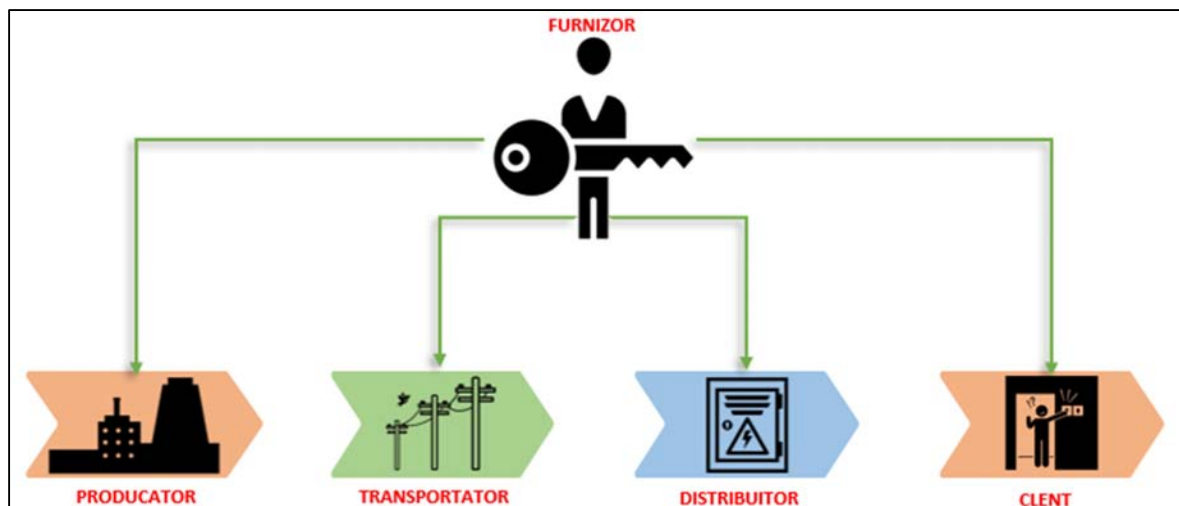 FURNIZOR
PRODUCATOR
TRANSPORTATOR
DISTRIBUITOR
CLENT